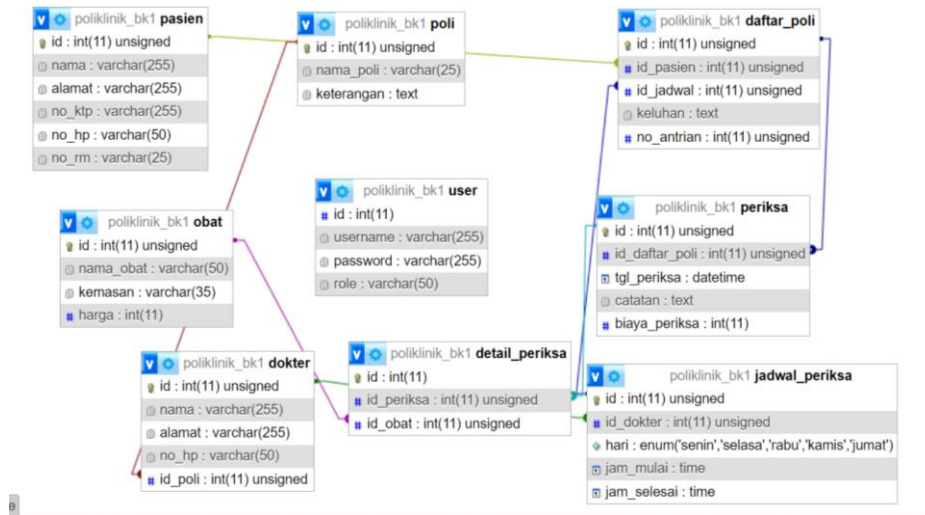 poliklinik_bk1 pasien
id : int(11) unsigned
nama : varchar(255)
alamat : varchar(255)
no_ktp : varchar(255)
no_hp : varchar(50)
no_rm : varchar(25)
poliklinik_bk1 poli
id : int(11) unsigned
nama_poli : varchar(25)
keterangan : text
poliklinik_bk1 daftar_poli
id : int(11) unsigned
id_pasien : int(11) unsigned
id_jadwal : int(11) unsigned
keluhan : text
no_antrian : int(11) unsigned
poliklinik_bk1 user
id : int(11)
username : varchar(255)
password : varchar(255)
role : varchar(50)
poliklinik_bk1 obat
id : int(11) unsigned
nama_obat : varchar(50)
kemasan : varchar(35)
harga : int(11)
poliklinik_bk1 periksa
id : int(11) unsigned
id_daftar_poli : int(11) unsigned
tgl_periksa : datetime
catatan : text
biaya_periksa : int(11)
poliklinik_bk1 dokter
id : int(11) unsigned
nama : varchar(255)
alamat : varchar(255)
no_hp : varchar(50)
id_poli : int(11) unsigned
poliklinik_bk1 detail_periksa
id : int(11)
id_periksa : int(11) unsigned
id_obat : int(11) unsigned
poliklinik_bk1 jadwal_periksa
id : int(11) unsigned
id_dokter : int(11) unsigned
hari : enum('senin','selasa','rabu','kamis','jumat')
jam_mulai : time
jam_selesai : time